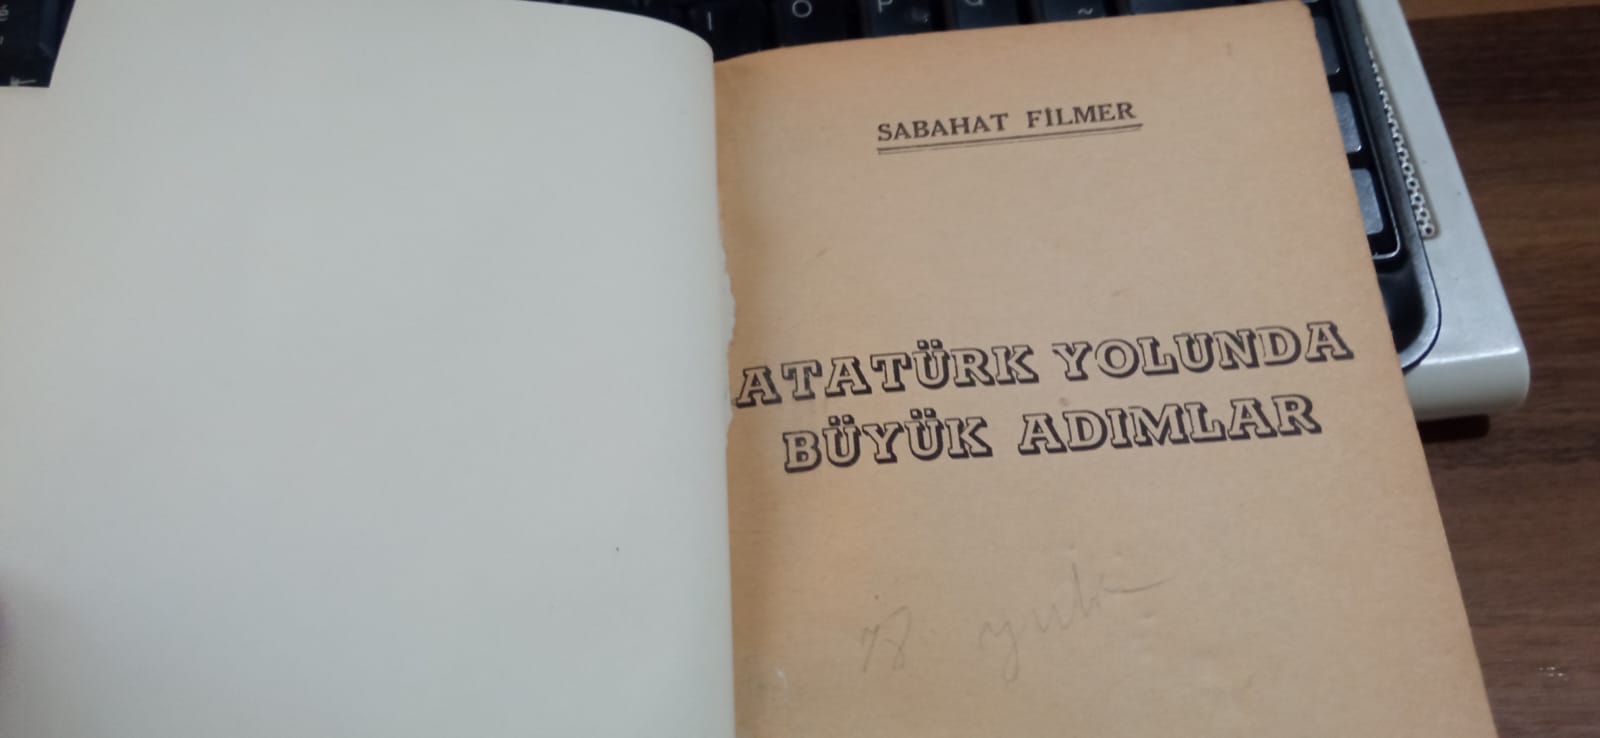 SABAHAT FİLMER
ATATÜRK YOLUNDA
BÜYÜK ADIMLAR